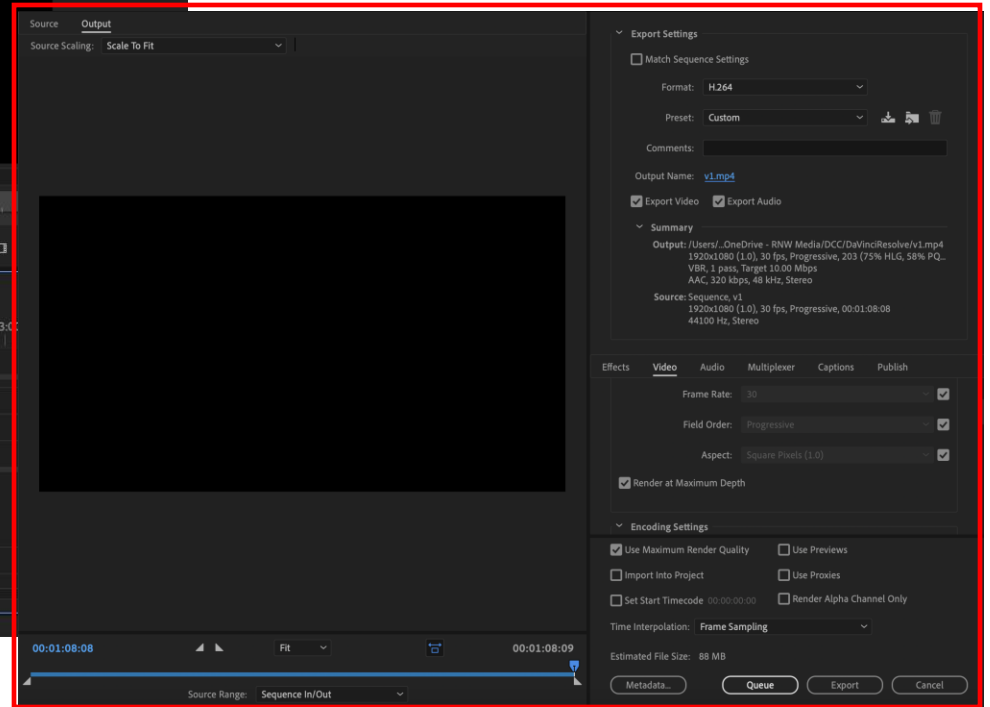 Source Output
Source Scaling: Scale To Fit
Export Settings
Match Sequence Settings
Format: H.264
Preset: Custom
Comments:
Output Name: v1.mp4
Export Video Export Audio
Summary
Output: /Users/...OneDrive - RNW Media/DCC/DaVinciResolve/v1.mp4
1920x1080 (1.0), 30 fps, Progressive, 203 (75% HLG, 58% PQ...
VBR, 1 pass, Target 10.00 Mbps
AAC, 320 kbps, 48 kHz, Stereo
Source: Sequence, v1
1920x1080 (1.0), 30 fps, Progressive, 00:01:08:08
44100 Hz, Stereo
Effects Video Audio Multiplexer Captions Publish
Frame Rate: 30
Field Order: Progressive
Aspect: Square Pixels (1.0)
Render at Maximum Depth
Encoding Settings
Use Maximum Render Quality Use Previews
Import Into Project Use Proxies
Set Start Timecode 00:00:00:00 Render Alpha Channel Only
Time Interpolation: Frame Sampling
Estimated File Size: 88 MB
Metadata... Queue Export Cancel
00:01:08:08 Fit 00:01:08:09
Source Range: Sequence In/Out